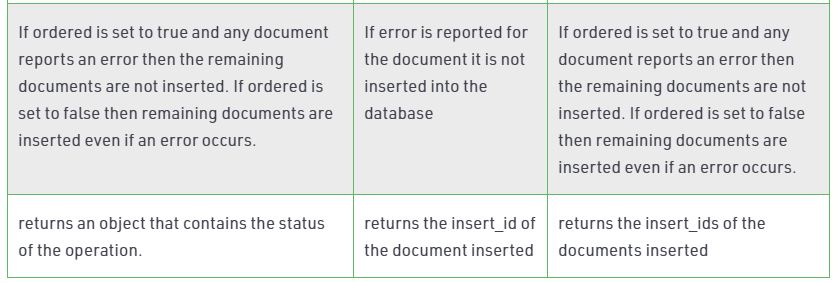 If ordered is set to true and any document
reports an error then the remaining
documents are not inserted. If ordered is
set to false then remaining documents are
inserted even if an error occurs.
If error is reported for
the document it is not
inserted into the
database
If ordered is set to true and any
document reports an error then
the remaining documents are not
inserted. If ordered is set to false
then remaining documents are
inserted even if an error occurs.
returns an object that contains the status
of the operation.
returns the insert_id of
the document inserted
returns the insert_ids of the
documents inserted